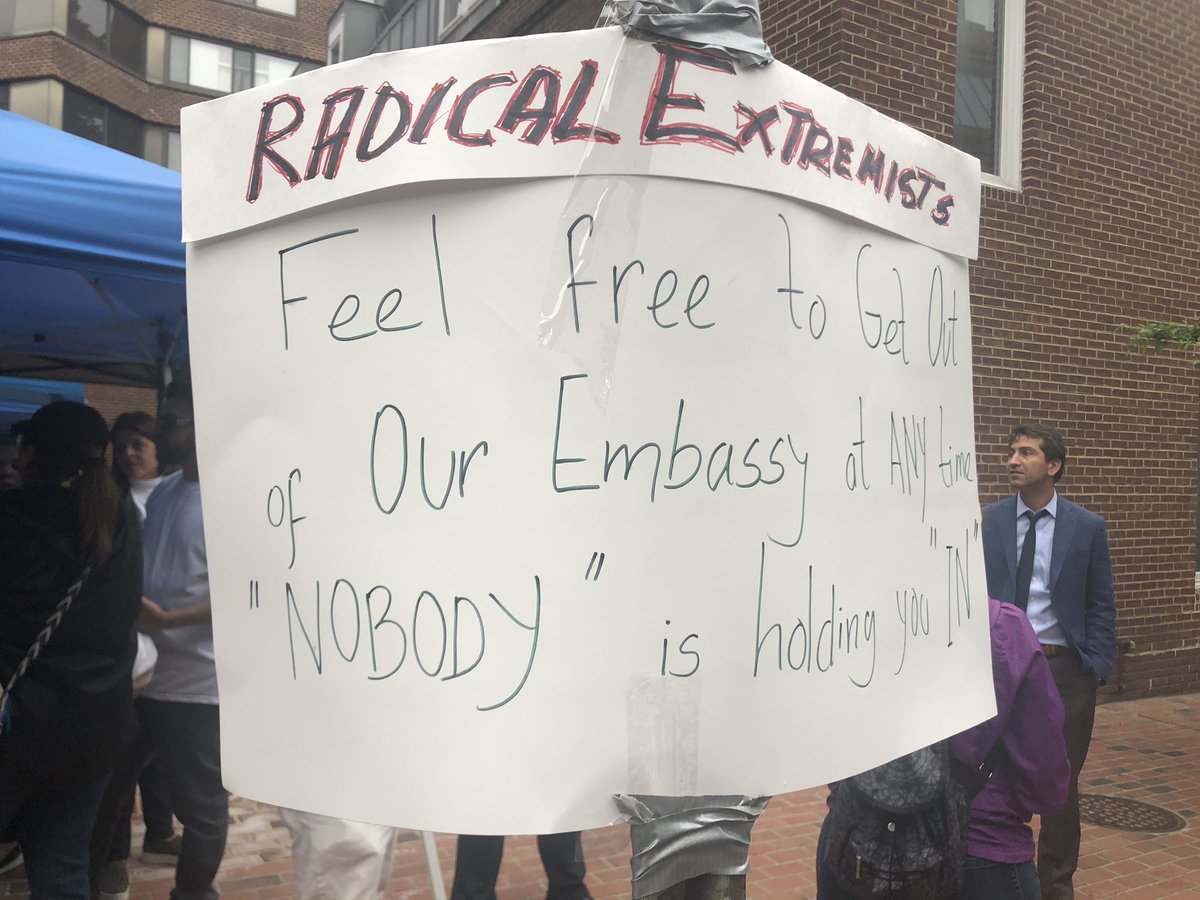 RADICAL EXTREMISTS
Feel free to Get Out
of Our Embassy at ANY time
"NOBODY" is holding you "IN"